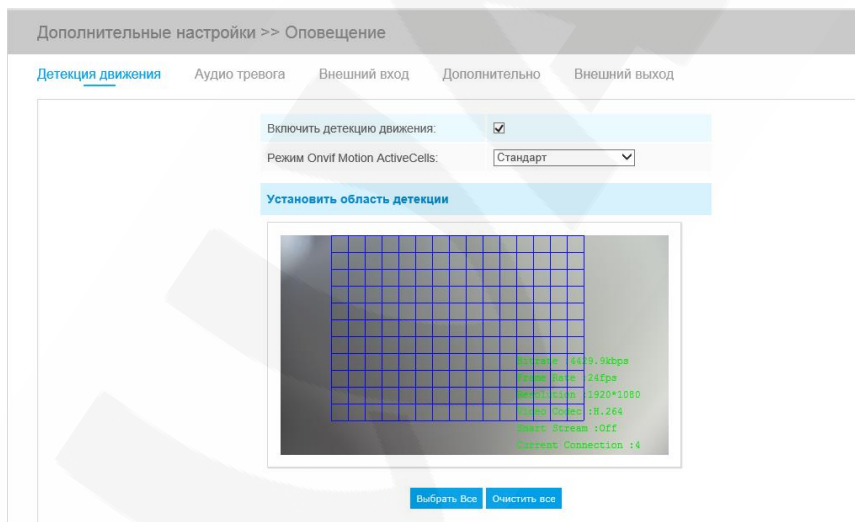 Дополнительные настройки >> Оповещение
Детекция движения Аудио тревога Внешний вход Дополнительно Внешний выход
Включить детекцию движения:
Режим Onvif Motion ActiveCells: Стандарт
Установить область детекции
Bitrate :4429.9kbps
Frame Rate :24fps
Resolution :1920*1080
Video Codec :H.264
Smart Stream :Off
Current Connection :4
Выбрать Все Очистить все